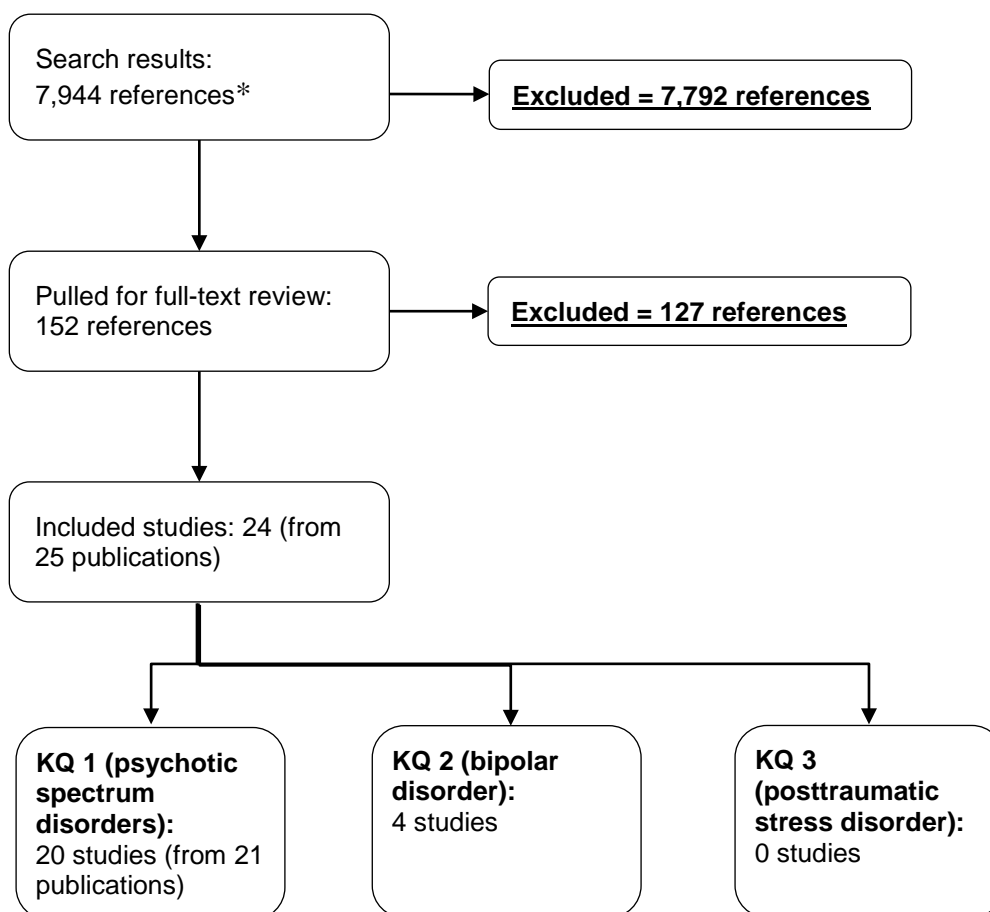 Search results:
7,944 references*
Excluded = 7,792 references
Pulled for full-text review:
152 references
Excluded = 127 references
Included studies: 24 (from
25 publications)
KQ 1 (psychotic
spectrum
disorders):
20 studies (from 21
publications)
KQ 2 (bipolar
disorder):
4 studies
KQ 3
(posttraumatic
stress disorder):
0 studies